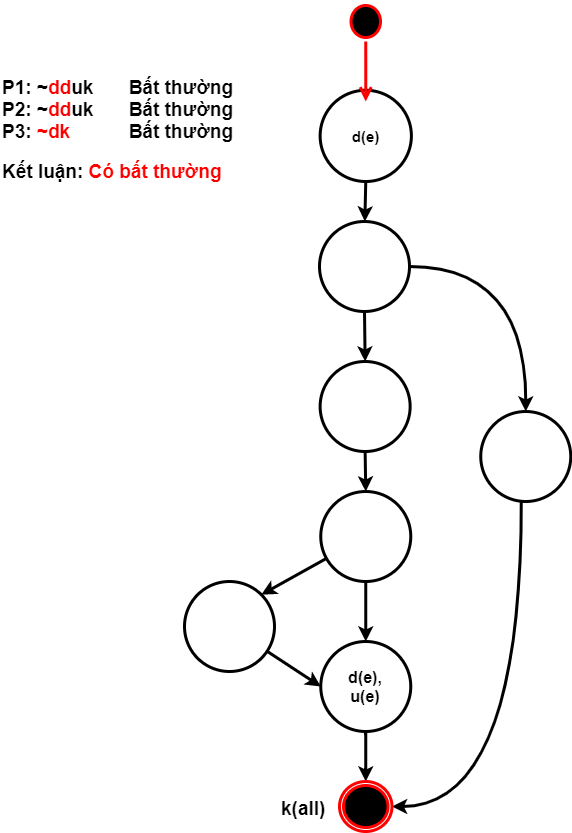 P1: ~dduk Bất thường
P2: ~dduk Bất thường
P3: ~dk Bất thường
Kết luận: Có bất thường
d(e)
d(e),
u(e)
k(all)